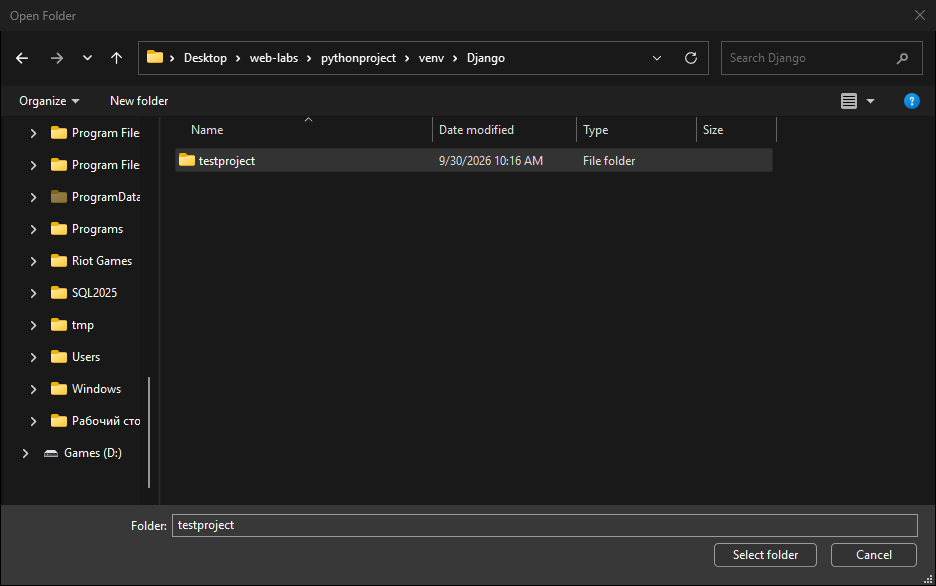 Open Folder
Desktop > web-labs > pythonproject > venv > Django
Search Django
Organize New folder
?
Name Date modified Type Size
testproject 9/30/2026 10:16 AM File folder
Program File
Program File
ProgramData
Programs
Riot Games
SQL2025
tmp
Users
Windows
Рабочий сто
Games (D:)
Folder: testproject
Select folder Cancel